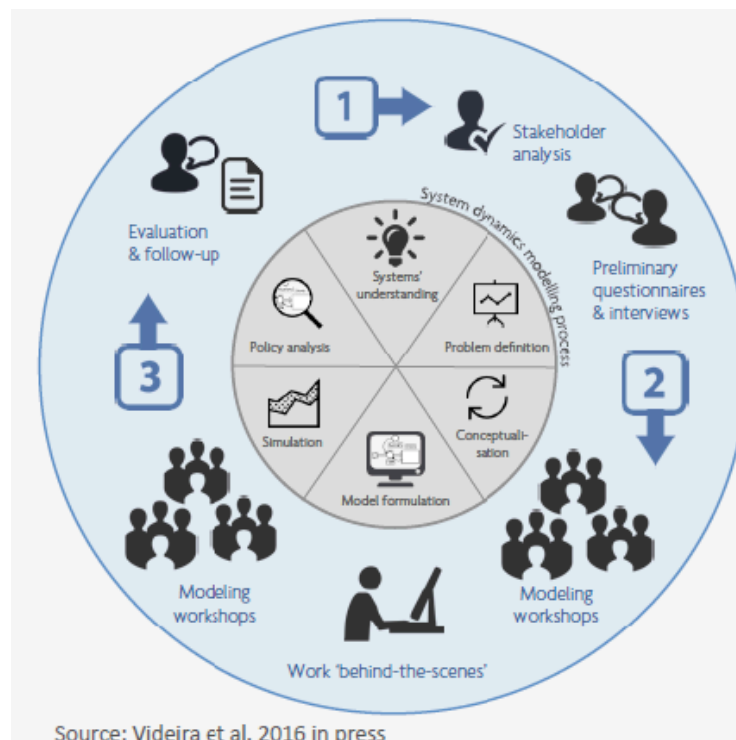 1
Stakeholder
analysis
Preliminary
questionnaires
& interviews
2
Modeling
workshops
Work 'behind-the-scenes'
Modeling
workshops
3
Evaluation
& follow-up
System dynamics modelling process
Systems'
understanding
Problem definition
Conceptuali-
sation
Model formulation
Simulation
Policy analysis
Source: Videira et al. 2016 in press